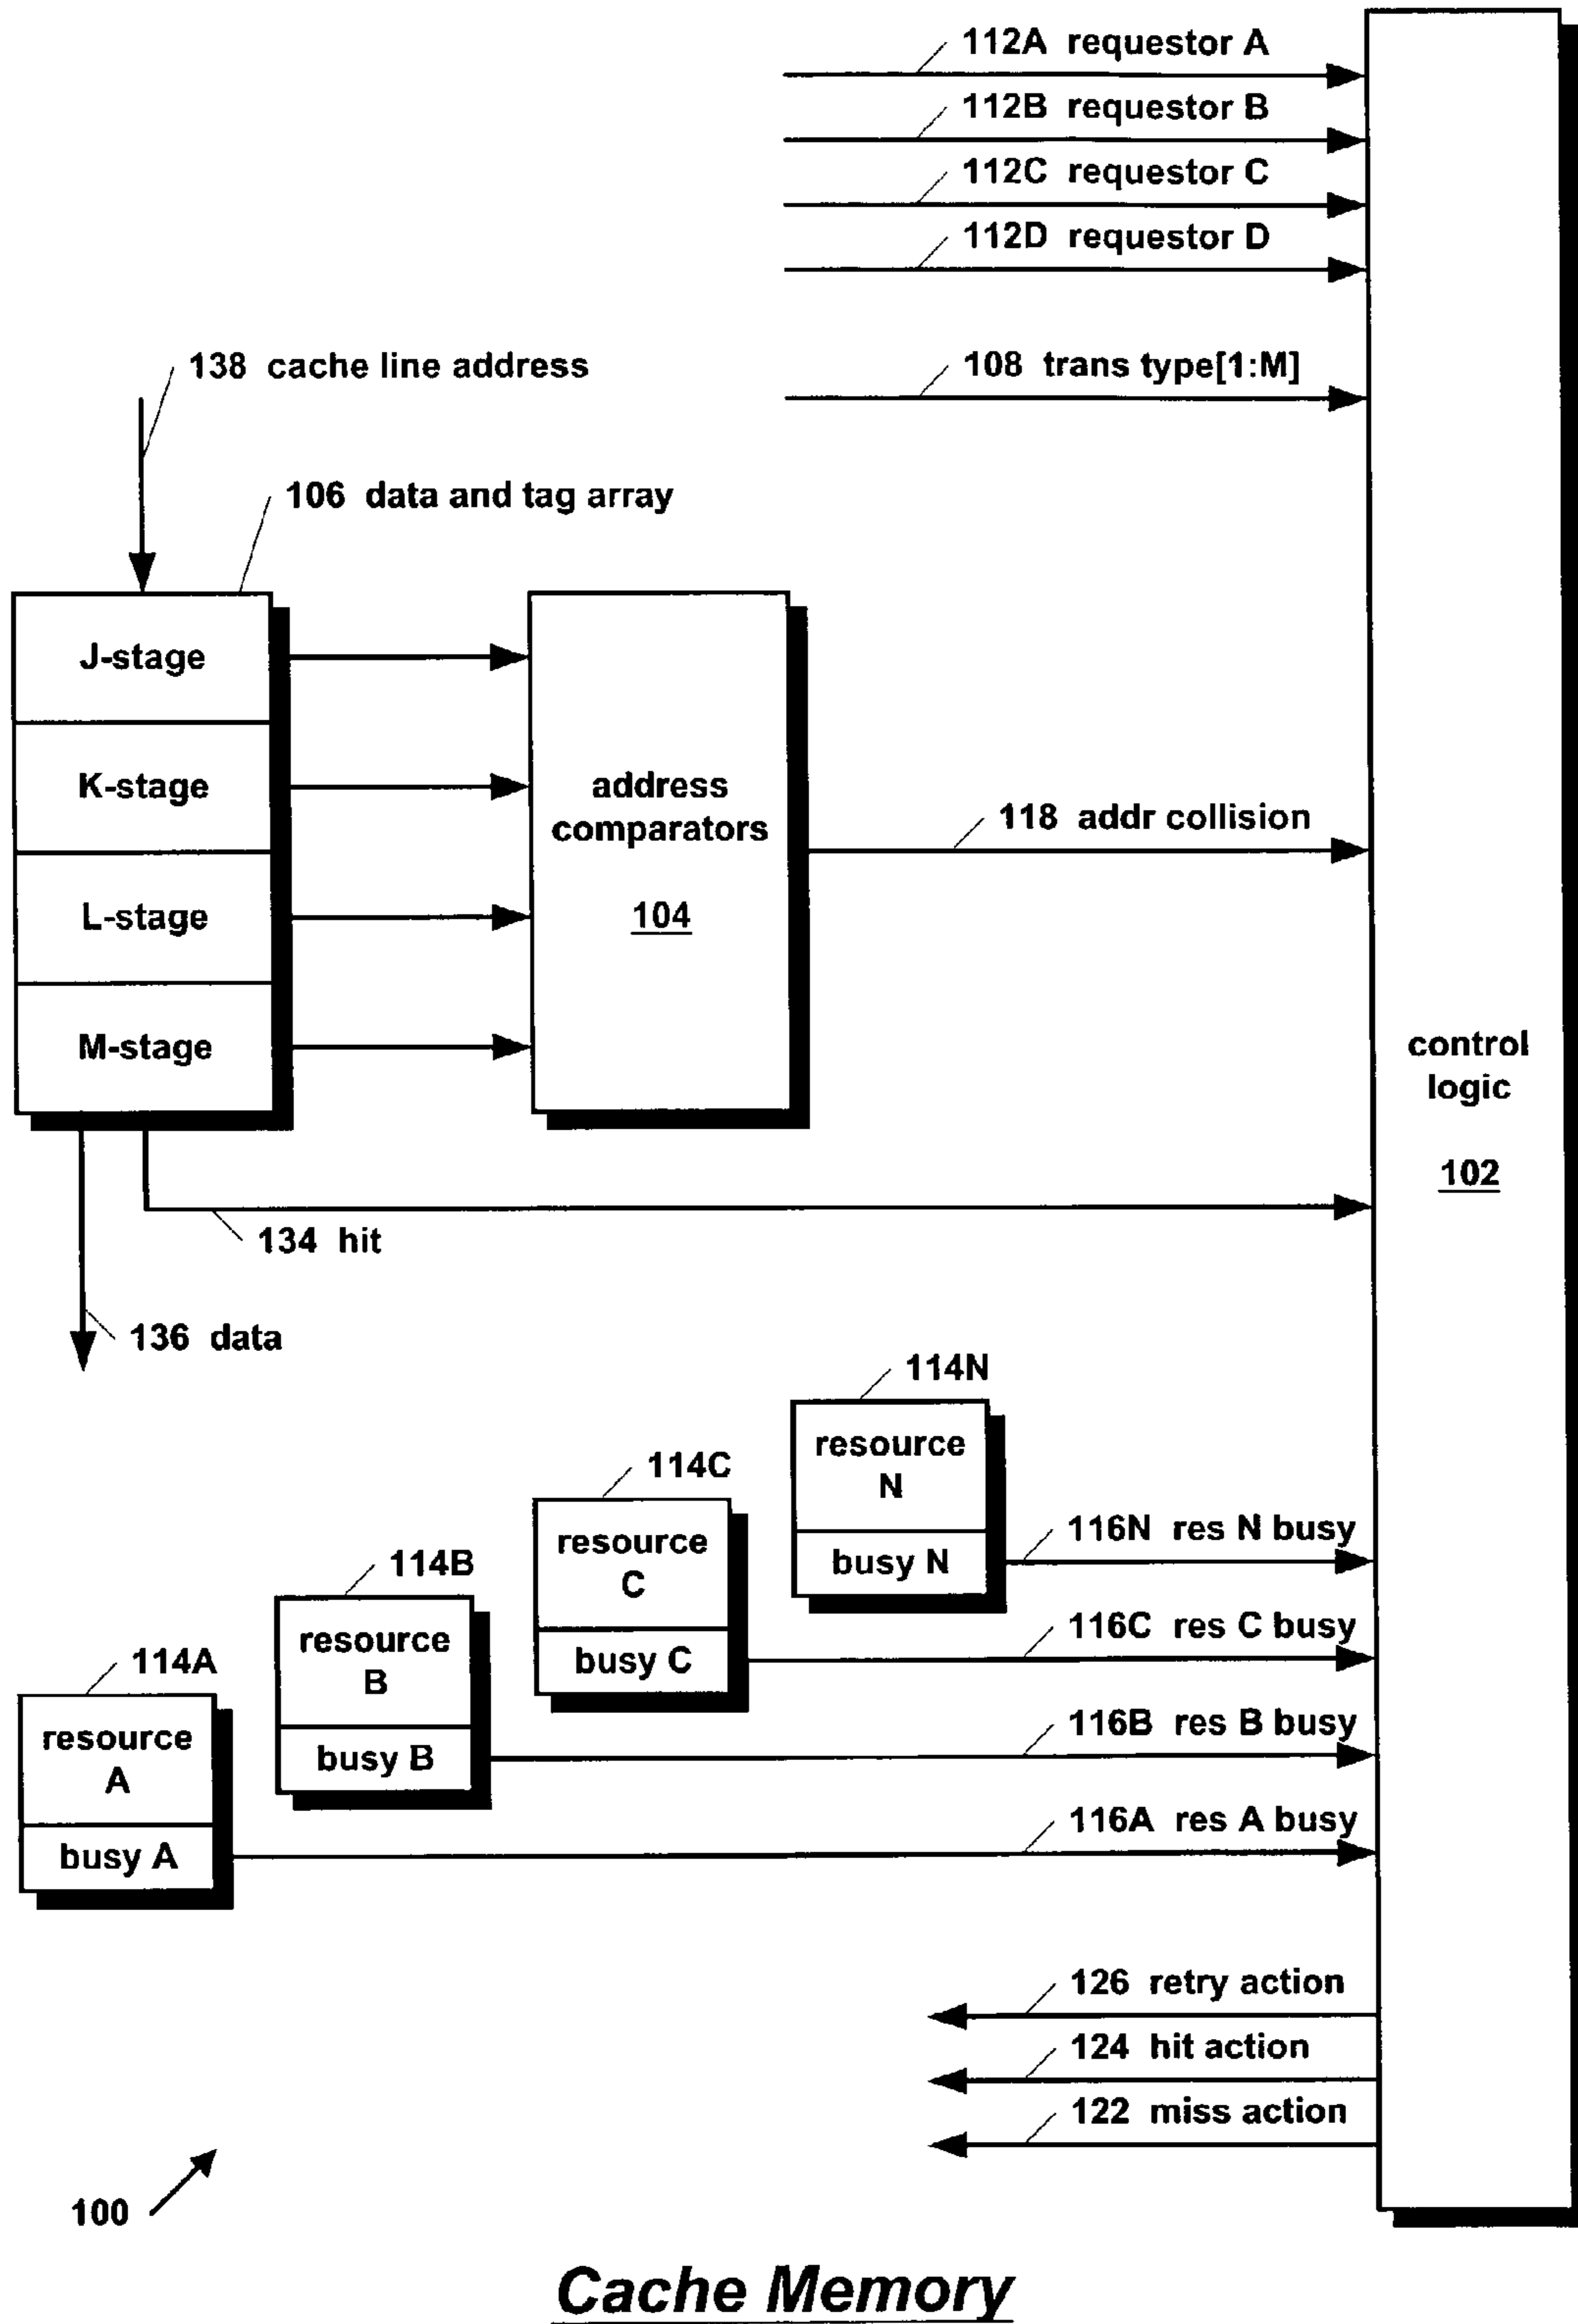 112A requestor A
112B requestor B
112C requestor C
112D requestor D
138 cache line address
108 trans type[1:M]
106 data and tag array
J-stage
K-stage
L-stage
M-stage
address
comparators
104
118 addr collision
control
logic
102
134 hit
136 data
114N
resource
N
busy N
116N res N busy
114C
resource
C
busy C
116C res C busy
114B
resource
B
busy B
116B res B busy
114A
resource
A
busy A
116A res A busy
126 retry action
124 hit action
122 miss action
100
Cache Memory